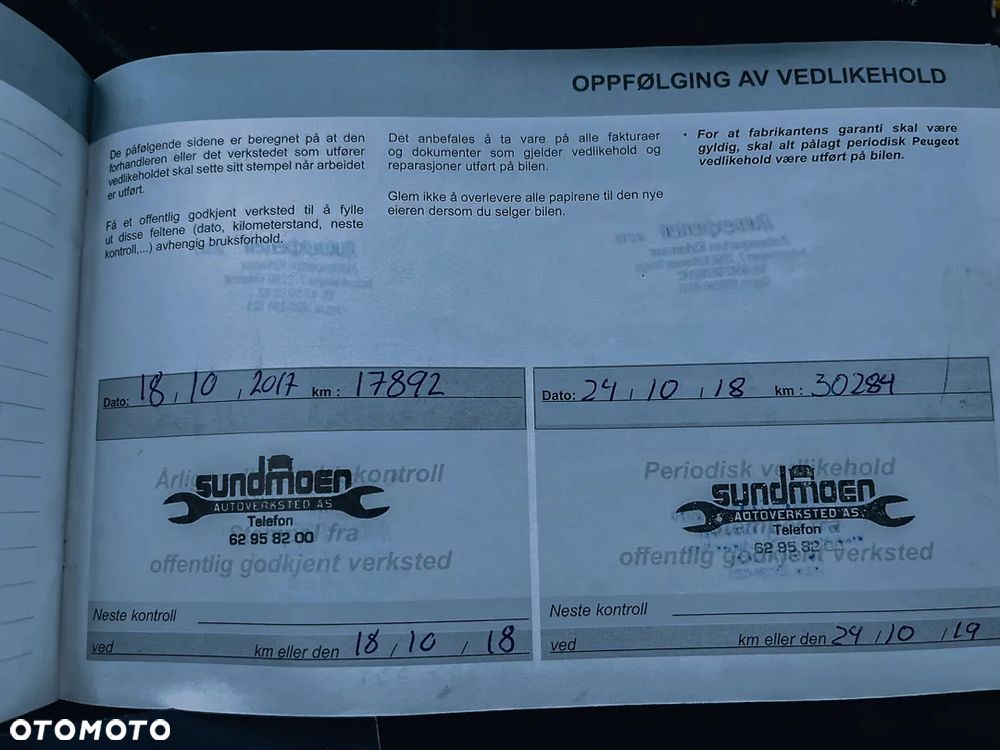 OPPFØLGING AV VEDLIKEHOLD
De påfølgende sidene er beregnet på at den
forhandleren eller det verkstedet som utfører
vedlikeholdet skal sette sitt stempel når arbeidet
er utført.
Få et offentlig godkjent verksted til å fylle
ut disse feltene (dato, kilometerstand, neste
kontroll,...) avhengig bruksforhold.
Det anbefales å ta vare på alle fakturaer
og dokumenter som gjelder vedlikehold og
reparasjoner utført på bilen.
Glem ikke å overlevere alle papirene til den nye
eieren dersom du selger bilen.
• For at fabrikantens garanti skal være
gyldig, skal alt pålagt periodisk Peugeot
vedlikehold være utført på bilen.
Dato: 18, 10, 2017 km : 17892
kontroll
sundmoen
AUTOVERKSTED AS
Telefon
fra
62 95 82 00
offentlig godkjent verksted
Neste kontroll
ved km eller den 18, 10, 18
Dato: 24, 10, 18 km : 30284
Periodisk vedlikehold
sundmoen
AUTOVERKSTED AS
Telefon
62 95 82 00
offentlig godkjent verksted
Neste kontroll
ved km eller den 24, 10, 19
OTOMOTO